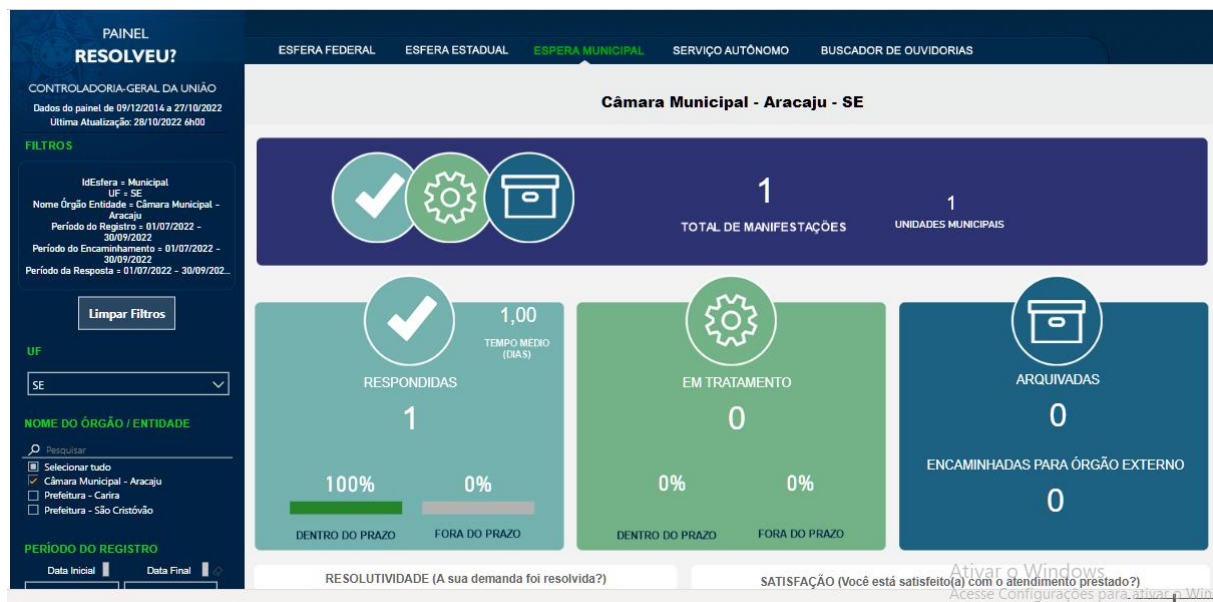 PAINEL
RESOLVEU?
CONTROLADORIA-GERAL DA UNIÃO
Dados do painel de 09/12/2014 a 27/10/2022
Última Atualização: 28/10/2022 6h00
FILTROS
IdEsfera = Municipal
UF = SE
Nome Órgão Entidade = Câmara Municipal -
Aracaju
Período do Registro = 01/07/2022 -
30/09/2022
Período do Encaminhamento = 01/07/2022 -
30/09/2022
Período da Resposta = 01/07/2022 - 30/09/202...
Limpar Filtros
UF
SE
NOME DO ÓRGÃO / ENTIDADE
Pesquisar
Selecionar tudo
Câmara Municipal - Aracaju
Prefeitura - Carira
Prefeitura - São Cristóvão
PERÍODO DO REGISTRO
Data Inicial Data Final
ESFERA FEDERAL ESFERA ESTADUAL ESPERA MUNICIPAL SERVIÇO AUTÔNOMO BUSCADOR DE OUVIDORIAS
Câmara Municipal - Aracaju - SE
1
TOTAL DE MANIFESTAÇÕES
1
UNIDADES MUNICIPAIS
1,00
TEMPO MÉDIO
(DIAS)
RESPONDIDAS
1
100% 0%
DENTRO DO PRAZO FORA DO PRAZO
EM TRATAMENTO
0
0% 0%
DENTRO DO PRAZO FORA DO PRAZO
ARQUIVADAS
0
ENCAMINHADAS PARA ÓRGÃO EXTERNO
0
RESOLUTIVIDADE (A sua demanda foi resolvida?)
SATISFAÇÃO (Você está satisfeito(a) com o atendimento prestado?)
Ativar o Windows
Acesse Configurações para ativar o Win